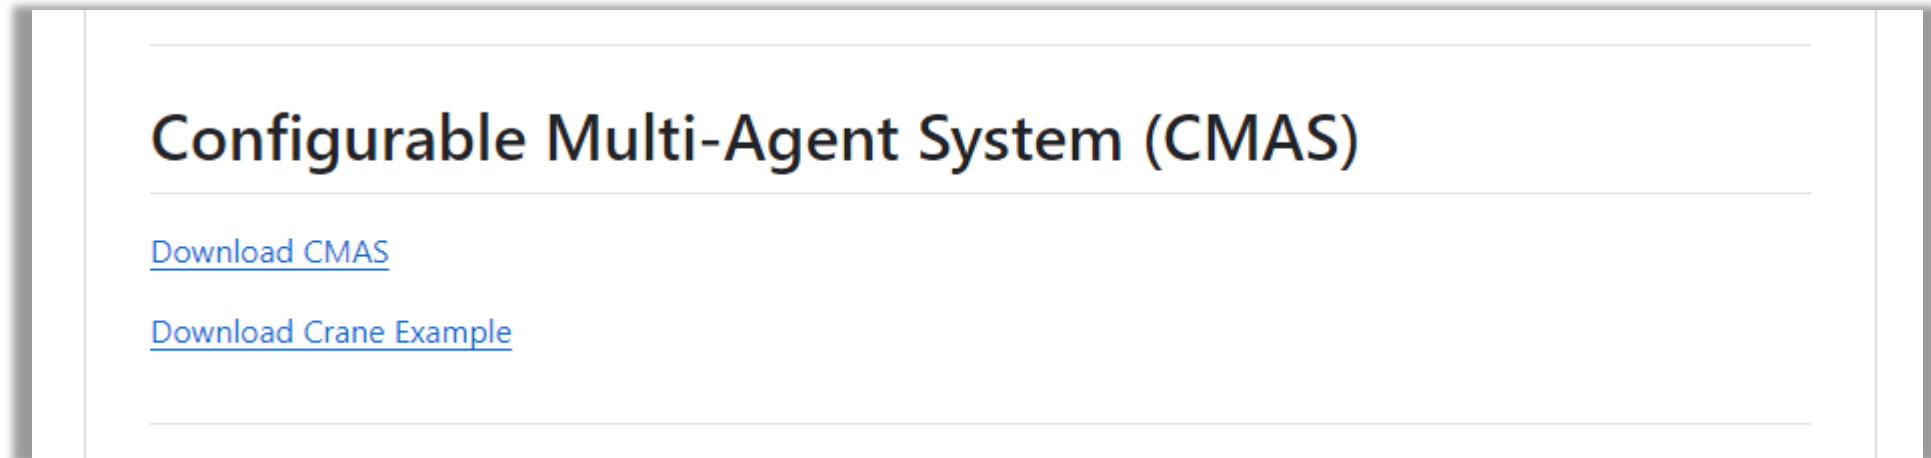 Configurable Multi-Agent System (CMAS)
Download CMAS
Download Crane Example